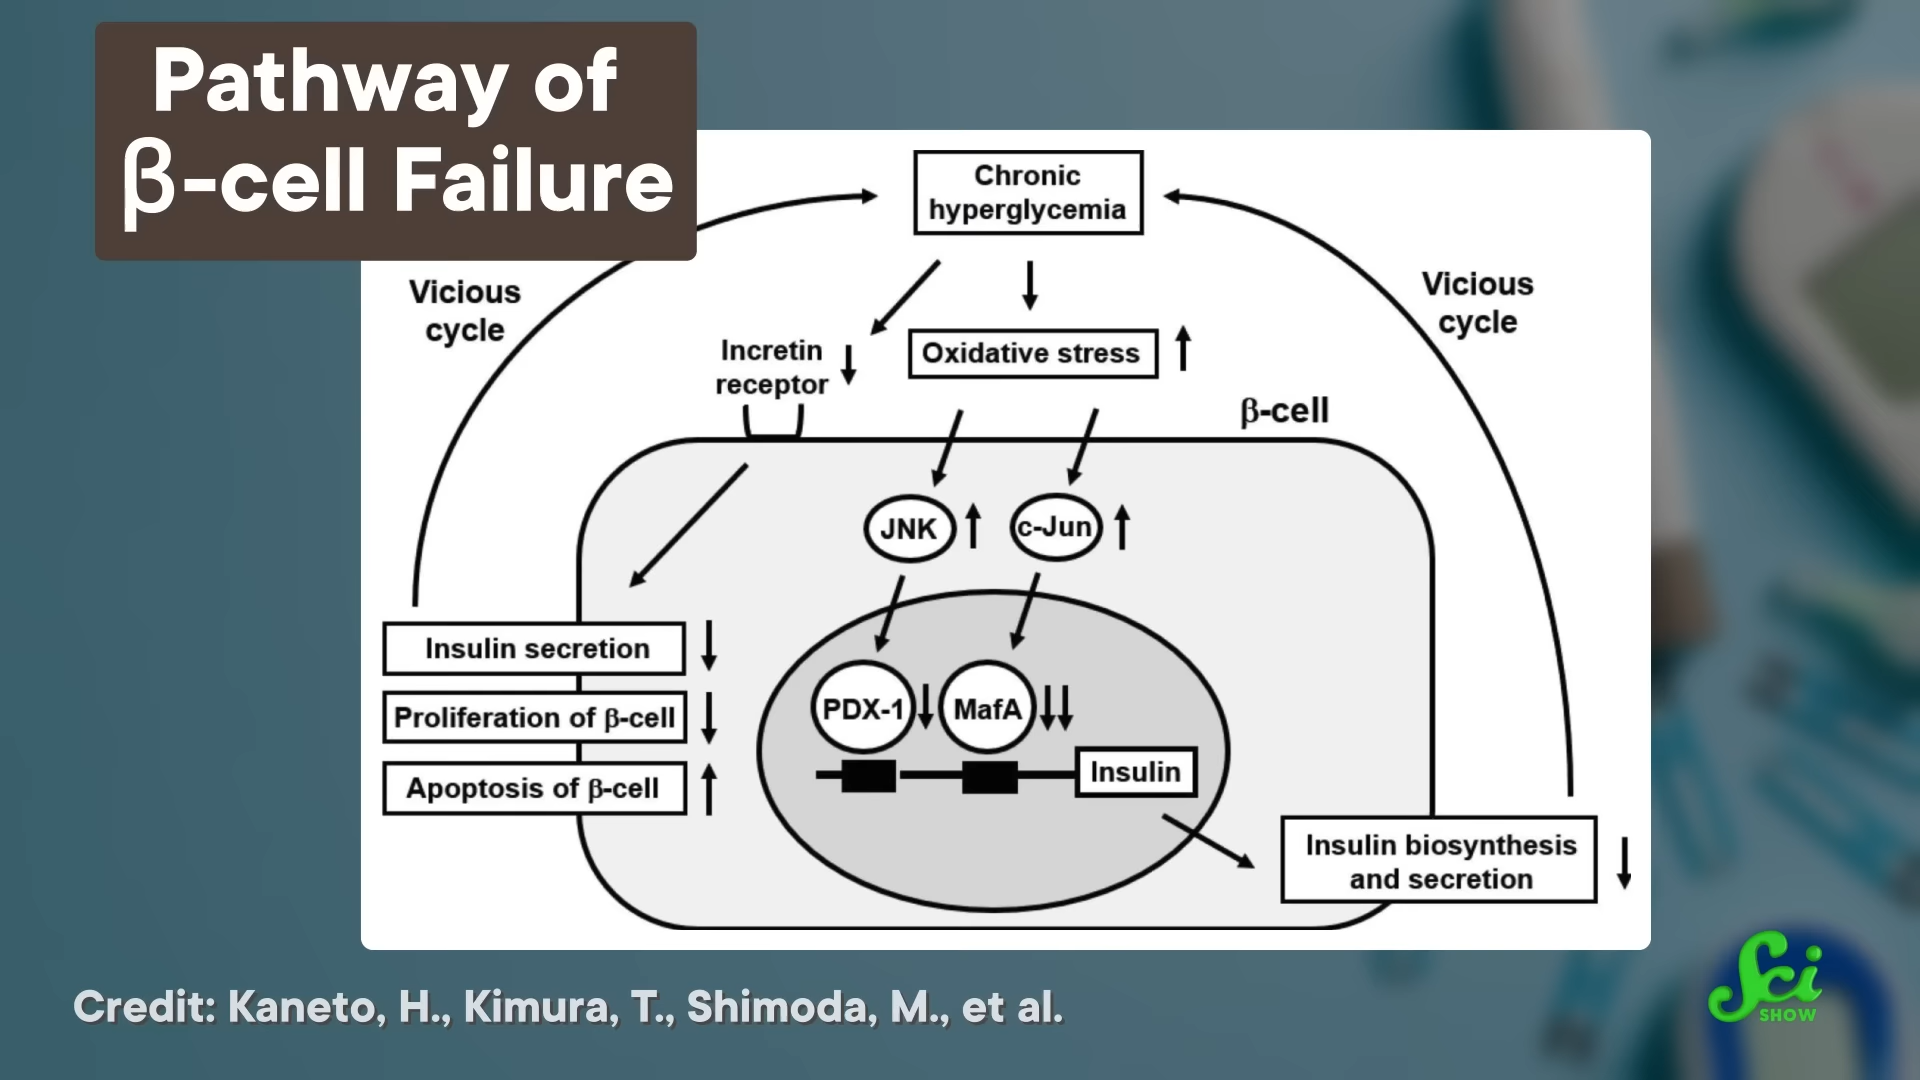 Pathway of
β-cell Failure
Chronic
hyperglycemia
Vicious
cycle
Vicious
cycle
Incretin
receptor
Oxidative stress
β-cell
JNK
c-Jun
Insulin secretion
Proliferation of β-cell
Apoptosis of β-cell
PDX-1
MafA
Insulin
Insulin biosynthesis
and secretion
Credit: Kaneto, H., Kimura, T., Shimoda, M., et al.
Sci
SHOW